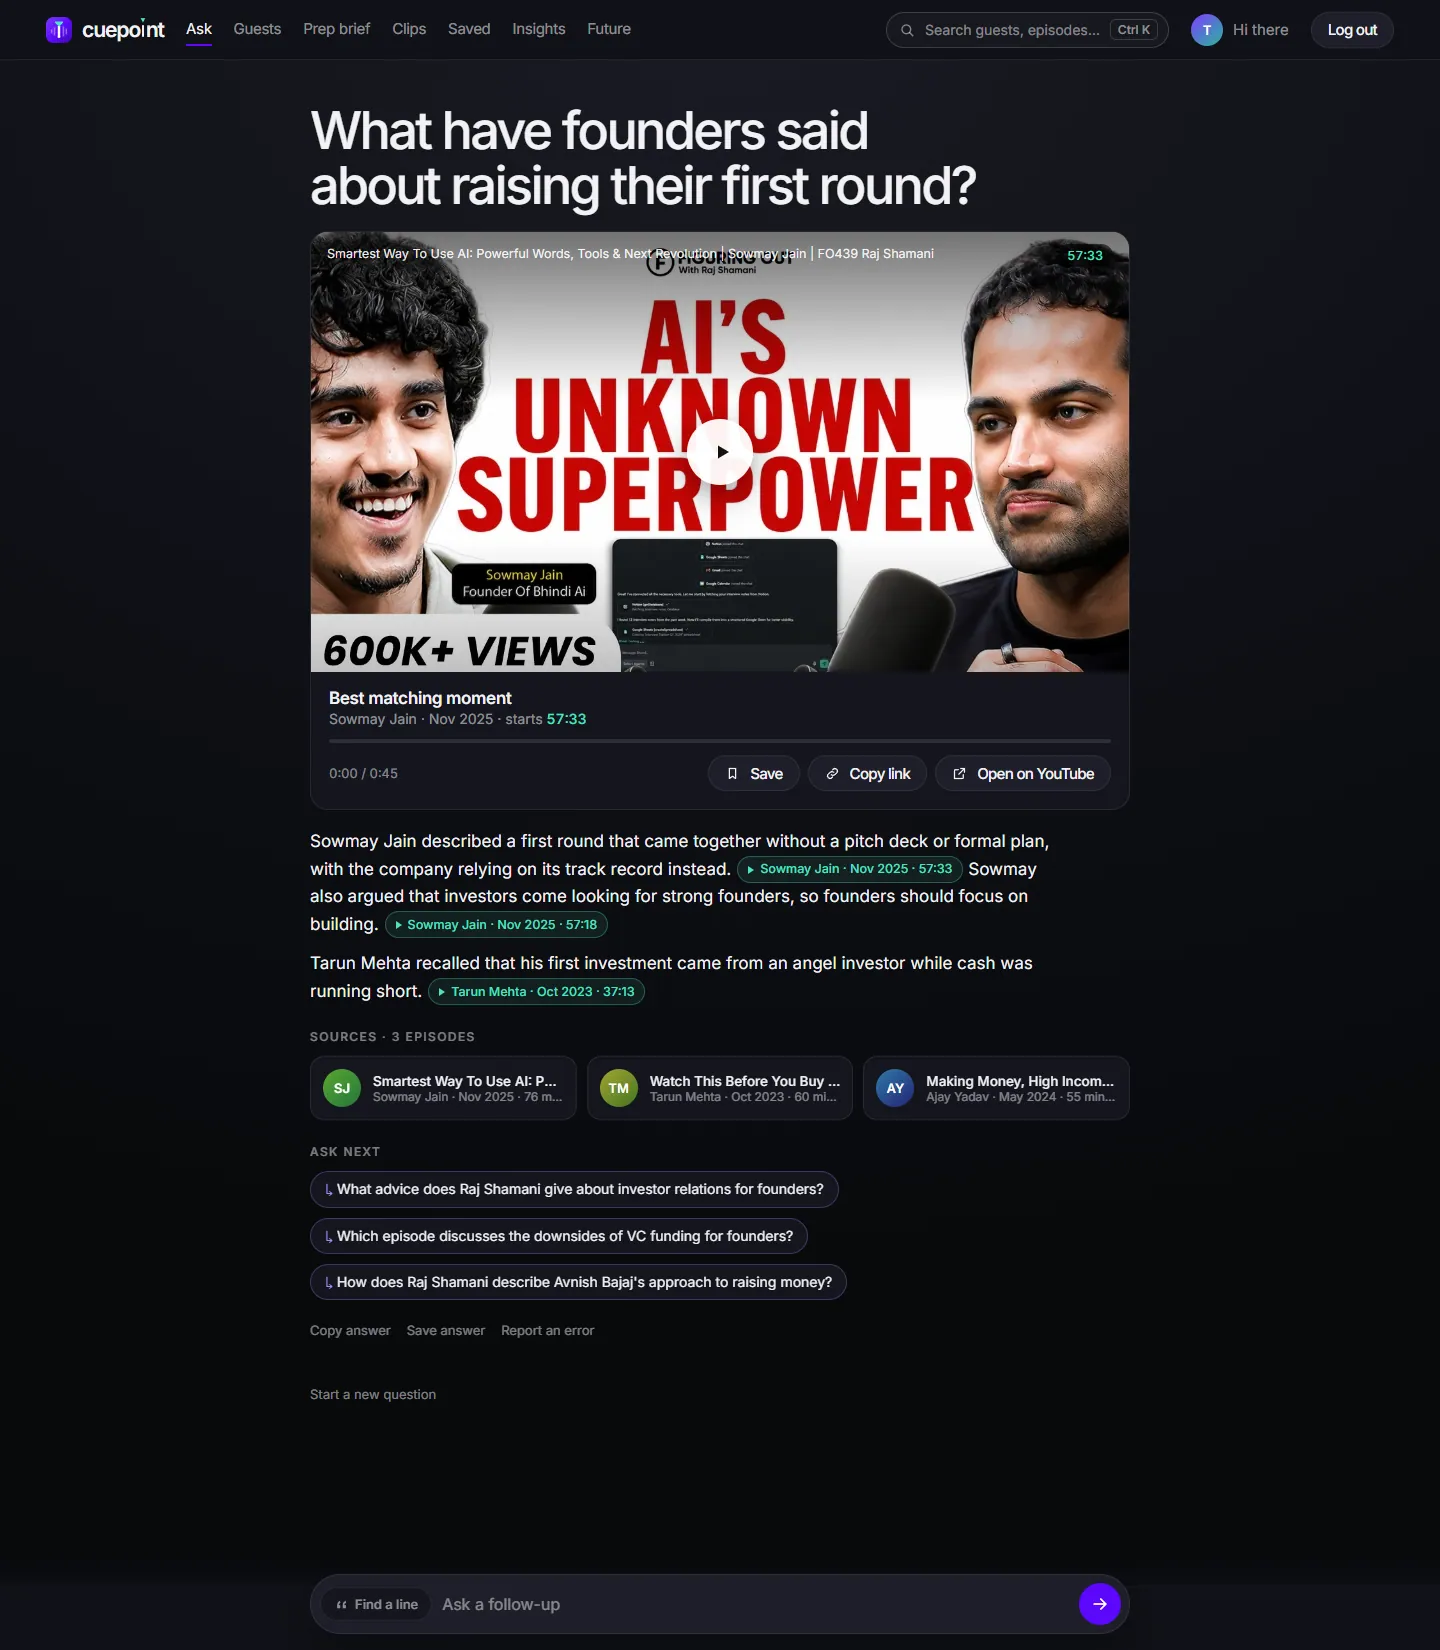 cuepoint
Ask
Guests
Prep brief
Clips
Saved
Insights
Future
Search guests, episodes...
Ctrl K
T
Hi there
Log out
What have founders said
about raising their first round?
Smartest Way To Use AI: Powerful Words, Tools & Next Revolution | Sowmay Jain | FO439 Raj Shamani
57:33
FIGURING OUT
With Raj Shamani
AI'S
UNKNOWN
SUPERPOWER
Sowmay Jain
Founder Of Bhindi Ai
600K+ VIEWS
Best matching moment
Sowmay Jain · Nov 2025 · starts 57:33
0:00 / 0:45
Save
Copy link
Open on YouTube
Sowmay Jain described a first round that came together without a pitch deck or formal plan,
with the company relying on its track record instead. Sowmay Jain · Nov 2025 · 57:33 Sowmay
also argued that investors come looking for strong founders, so founders should focus on
building. Sowmay Jain · Nov 2025 · 57:18
Tarun Mehta recalled that his first investment came from an angel investor while cash was
running short. Tarun Mehta · Oct 2023 · 37:13
SOURCES · 3 EPISODES
SJ
Smartest Way To Use AI: P...
Sowmay Jain · Nov 2025 · 76 m...
TM
Watch This Before You Buy ...
Tarun Mehta · Oct 2023 · 60 mi...
AY
Making Money, High Incom...
Ajay Yadav · May 2024 · 55 min...
ASK NEXT
What advice does Raj Shamani give about investor relations for founders?
Which episode discusses the downsides of VC funding for founders?
How does Raj Shamani describe Avnish Bajaj's approach to raising money?
Copy answer
Save answer
Report an error
Start a new question
Find a line
Ask a follow-up